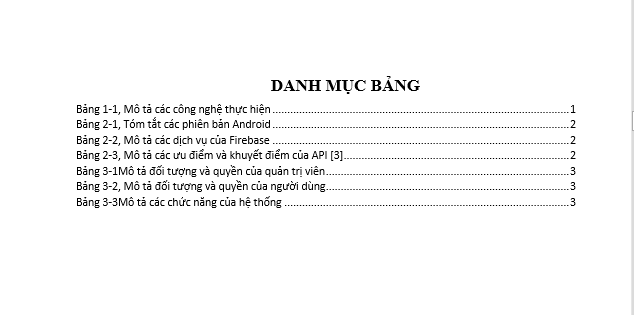 DANH MỤC BẢNG
Bảng 1-1, Mô tả các công nghệ thực hiện 1
Bảng 2-1, Tóm tắt các phiên bản Android 2
Bảng 2-2, Mô tả các dịch vụ của Firebase 2
Bảng 2-3, Mô tả các ưu điểm và khuyết điểm của API [3] 2
Bảng 3-1Mô tả đối tượng và quyền của quản trị viên 3
Bảng 3-2, Mô tả đối tượng và quyền của người dùng 3
Bảng 3-3Mô tả các chức năng của hệ thống 3